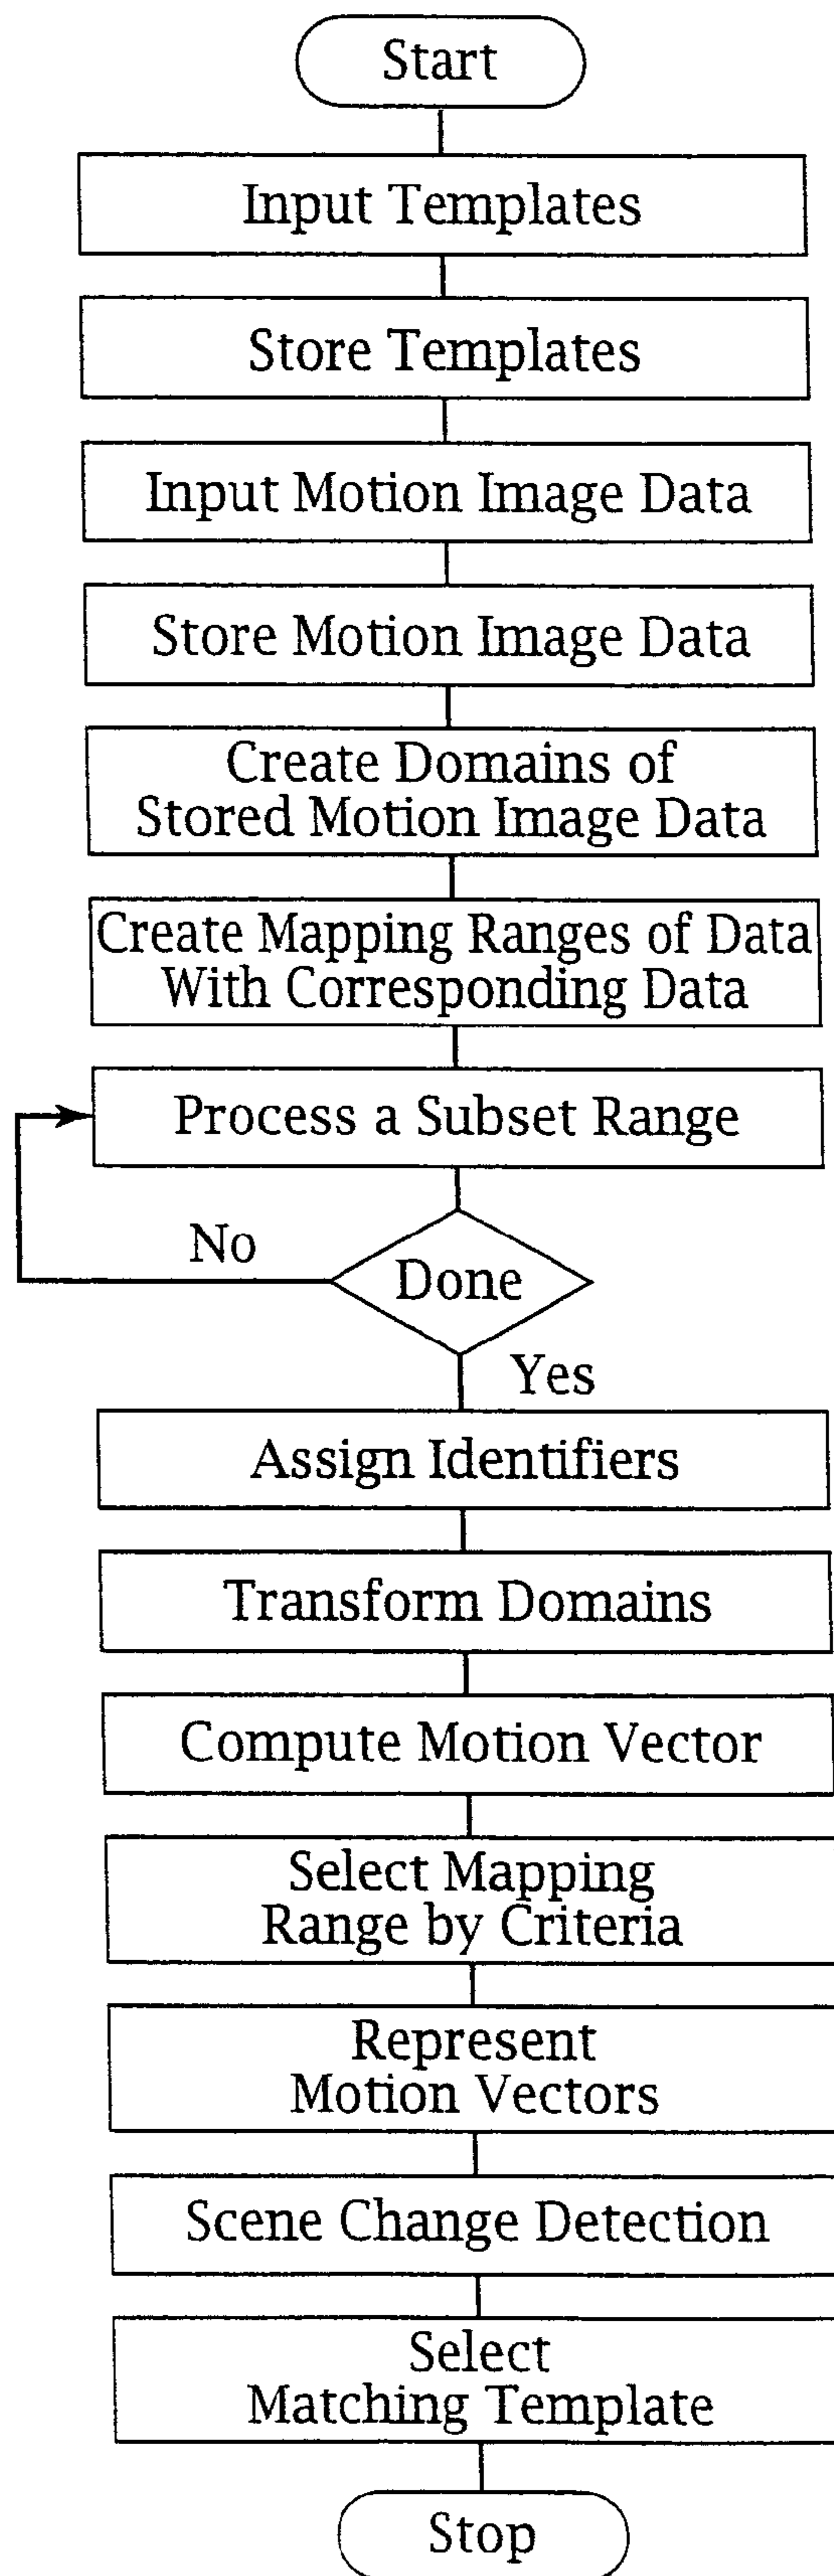 Start
Input Templates
Store Templates
Input Motion Image Data
Store Motion Image Data
Create Domains of
Stored Motion Image Data
Create Mapping Ranges of Data
With Corresponding Data
Process a Subset Range
No
Done
Yes
Assign Identifiers
Transform Domains
Compute Motion Vector
Select Mapping
Range by Criteria
Represent
Motion Vectors
Scene Change Detection
Select
Matching Template
Stop